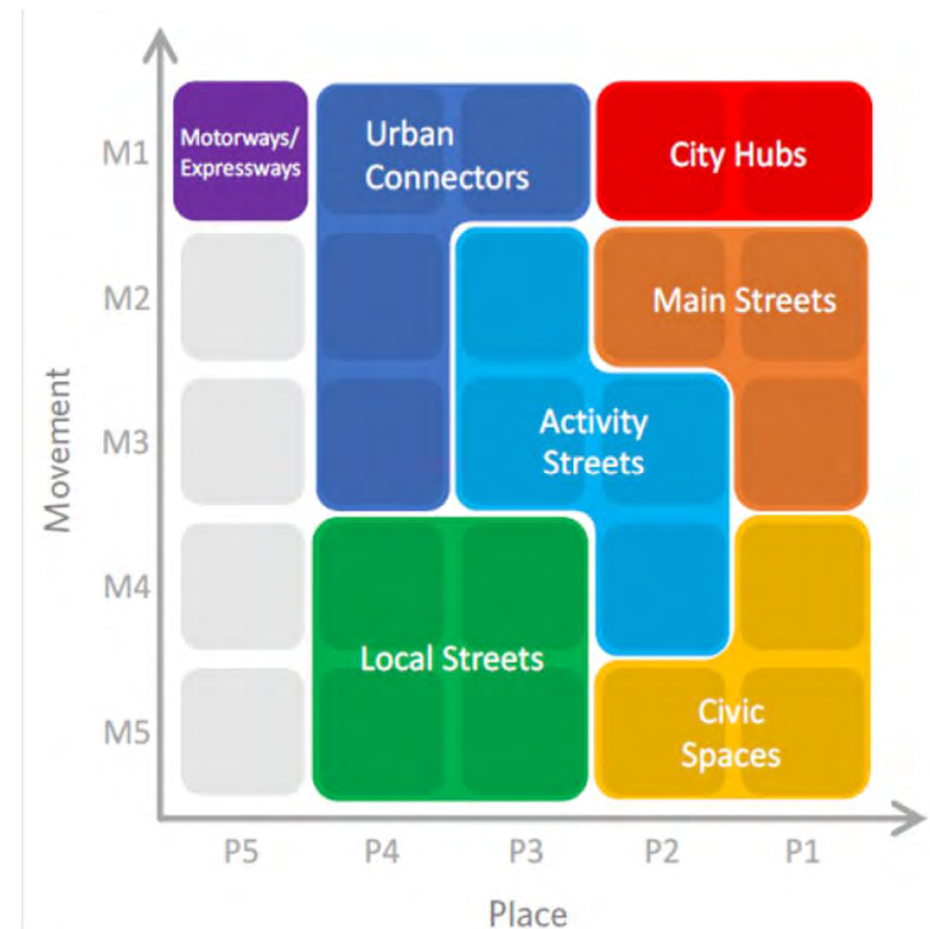 M1
Motorways/
Expressways
Urban
Connectors
City Hubs
M2
Main Streets
M3
Activity
Streets
M4
Local Streets
M5
Civic
Spaces
Movement
P5
P4
P3
P2
P1
Place